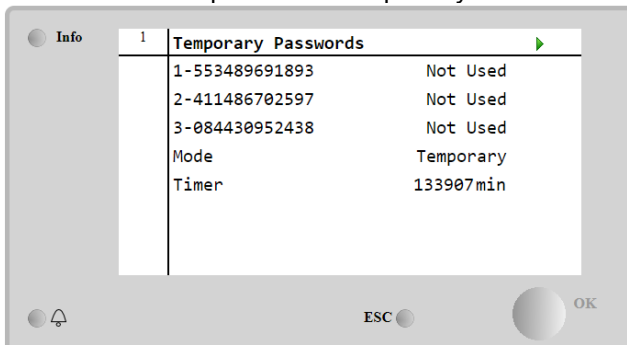 Info
1 Temporary Passwords
1-553489691893 Not Used
2-411486702597 Not Used
3-084430952438 Not Used
Mode Temporary
Timer 133907min
ESC OK